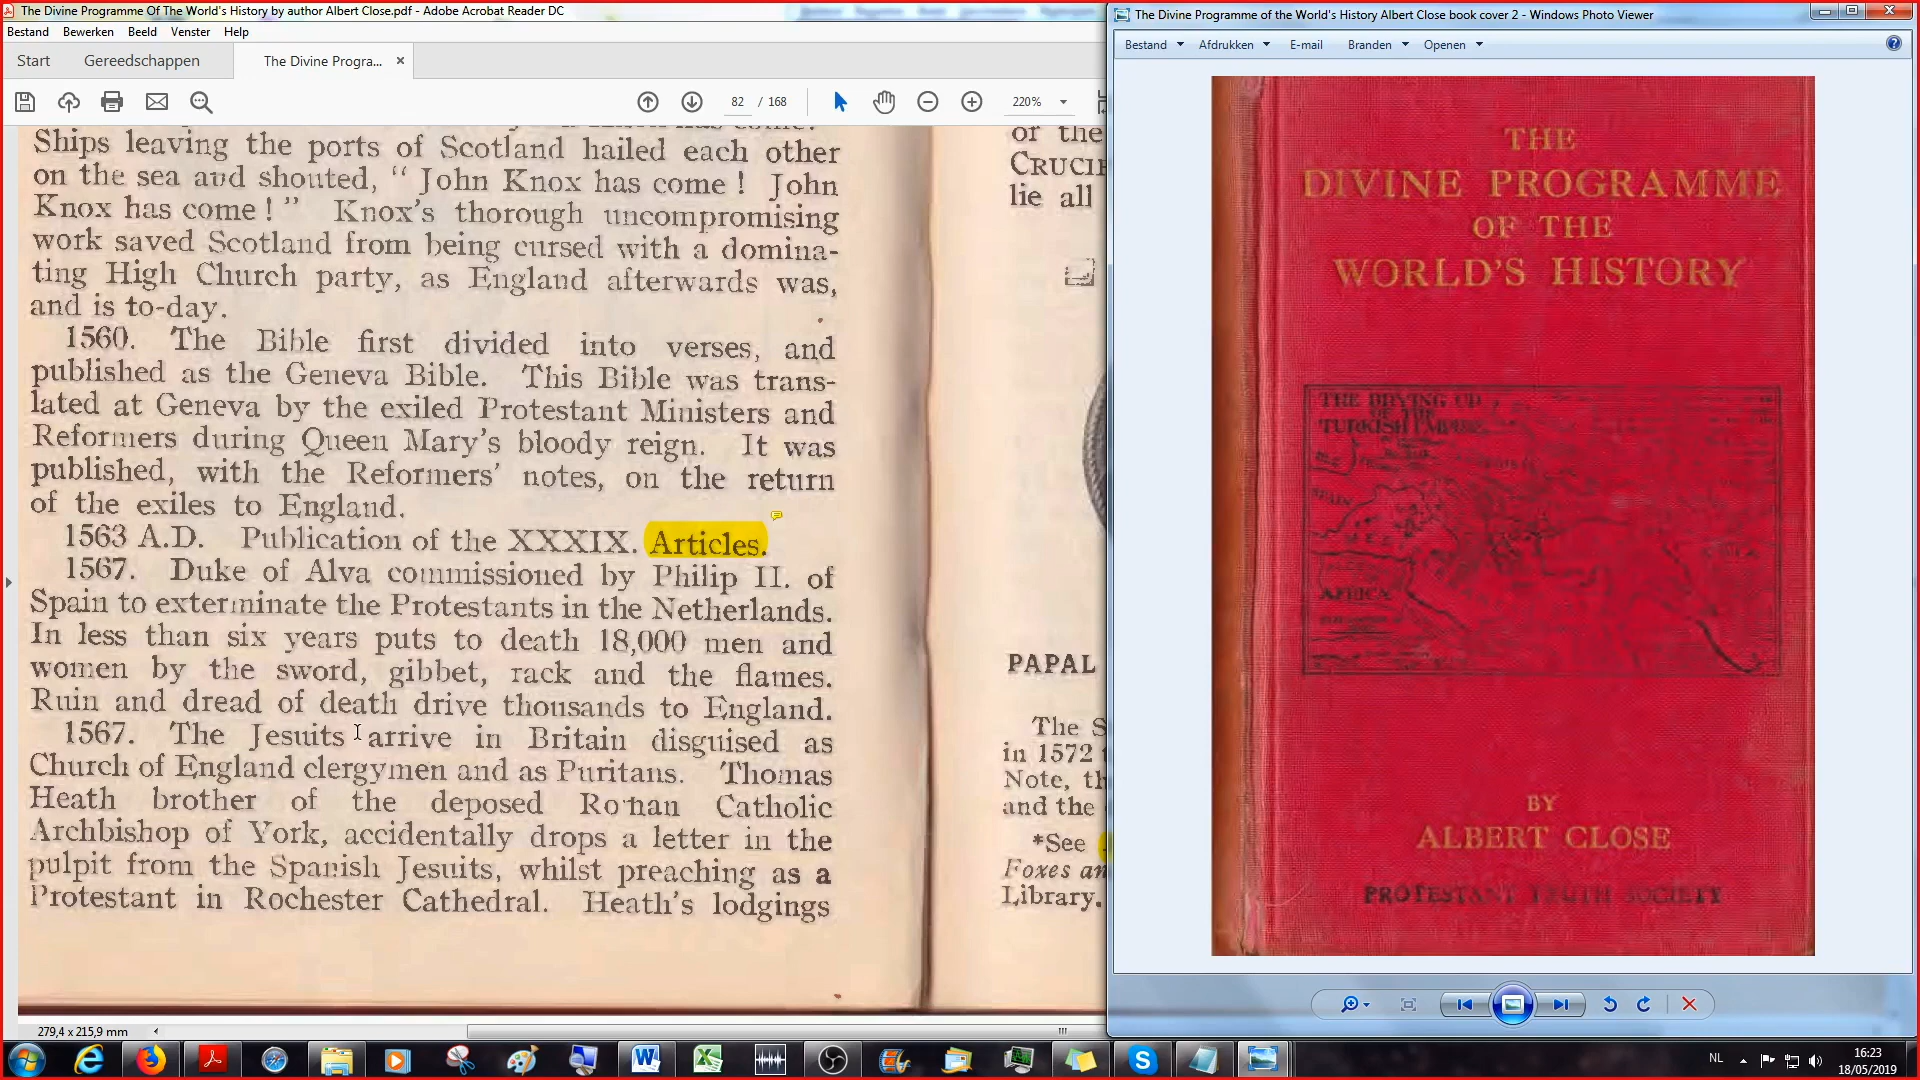 The Divine Programme Of The World's History by author Albert Close.pdf - Adobe Acrobat Reader DC
Bestand Bewerken Beeld Venster Help
Start Gereedschappen The Divine Progra... ×
82 / 168 220%
Ships leaving the ports of Scotland hailed each other
on the sea and shouted, “ John Knox has come ! John
Knox has come ! ” Knox's thorough uncompromising
work saved Scotland from being cursed with a domina-
ting High Church party, as England afterwards was,
and is to-day.
1560. The Bible first divided into verses, and
published as the Geneva Bible. This Bible was trans-
lated at Geneva by the exiled Protestant Ministers and
Reformers during Queen Mary's bloody reign. It was
published, with the Reformers' notes, on the return
of the exiles to England.
1563 A.D. Publication of the XXXIX. Articles.
1567. Duke of Alva commissioned by Philip II. of
Spain to exterminate the Protestants in the Netherlands.
In less than six years puts to death 18,000 men and
women by the sword, gibbet, rack and the flames.
Ruin and dread of death drive thousands to England.
1567. The Jesuits arrive in Britain disguised as
Church of England clergymen and as Puritans. Thomas
Heath brother of the deposed Roman Catholic
Archbishop of York, accidentally drops a letter in the
pulpit from the Spanish Jesuits, whilst preaching as a
Protestant in Rochester Cathedral. Heath's lodgings
or the
CRUCI
lie all
PAPAL
The S
in 1572
Note, th
and the
*See
Foxes an
Library.
279,4 x 215,9 mm
The Divine Programme of the World's History Albert Close book cover 2 - Windows Photo Viewer
Bestand Afdrukken E-mail Branden Openen
THE
DIVINE PROGRAMME
OF THE
WORLD'S HISTORY
THE DRYING UP
OF THE
TURKISH EMPIRE
SPAIN
AFRICA
BY
ALBERT CLOSE
PROTESTANT TRUTH SOCIETY
NL
16:23
18/05/2019